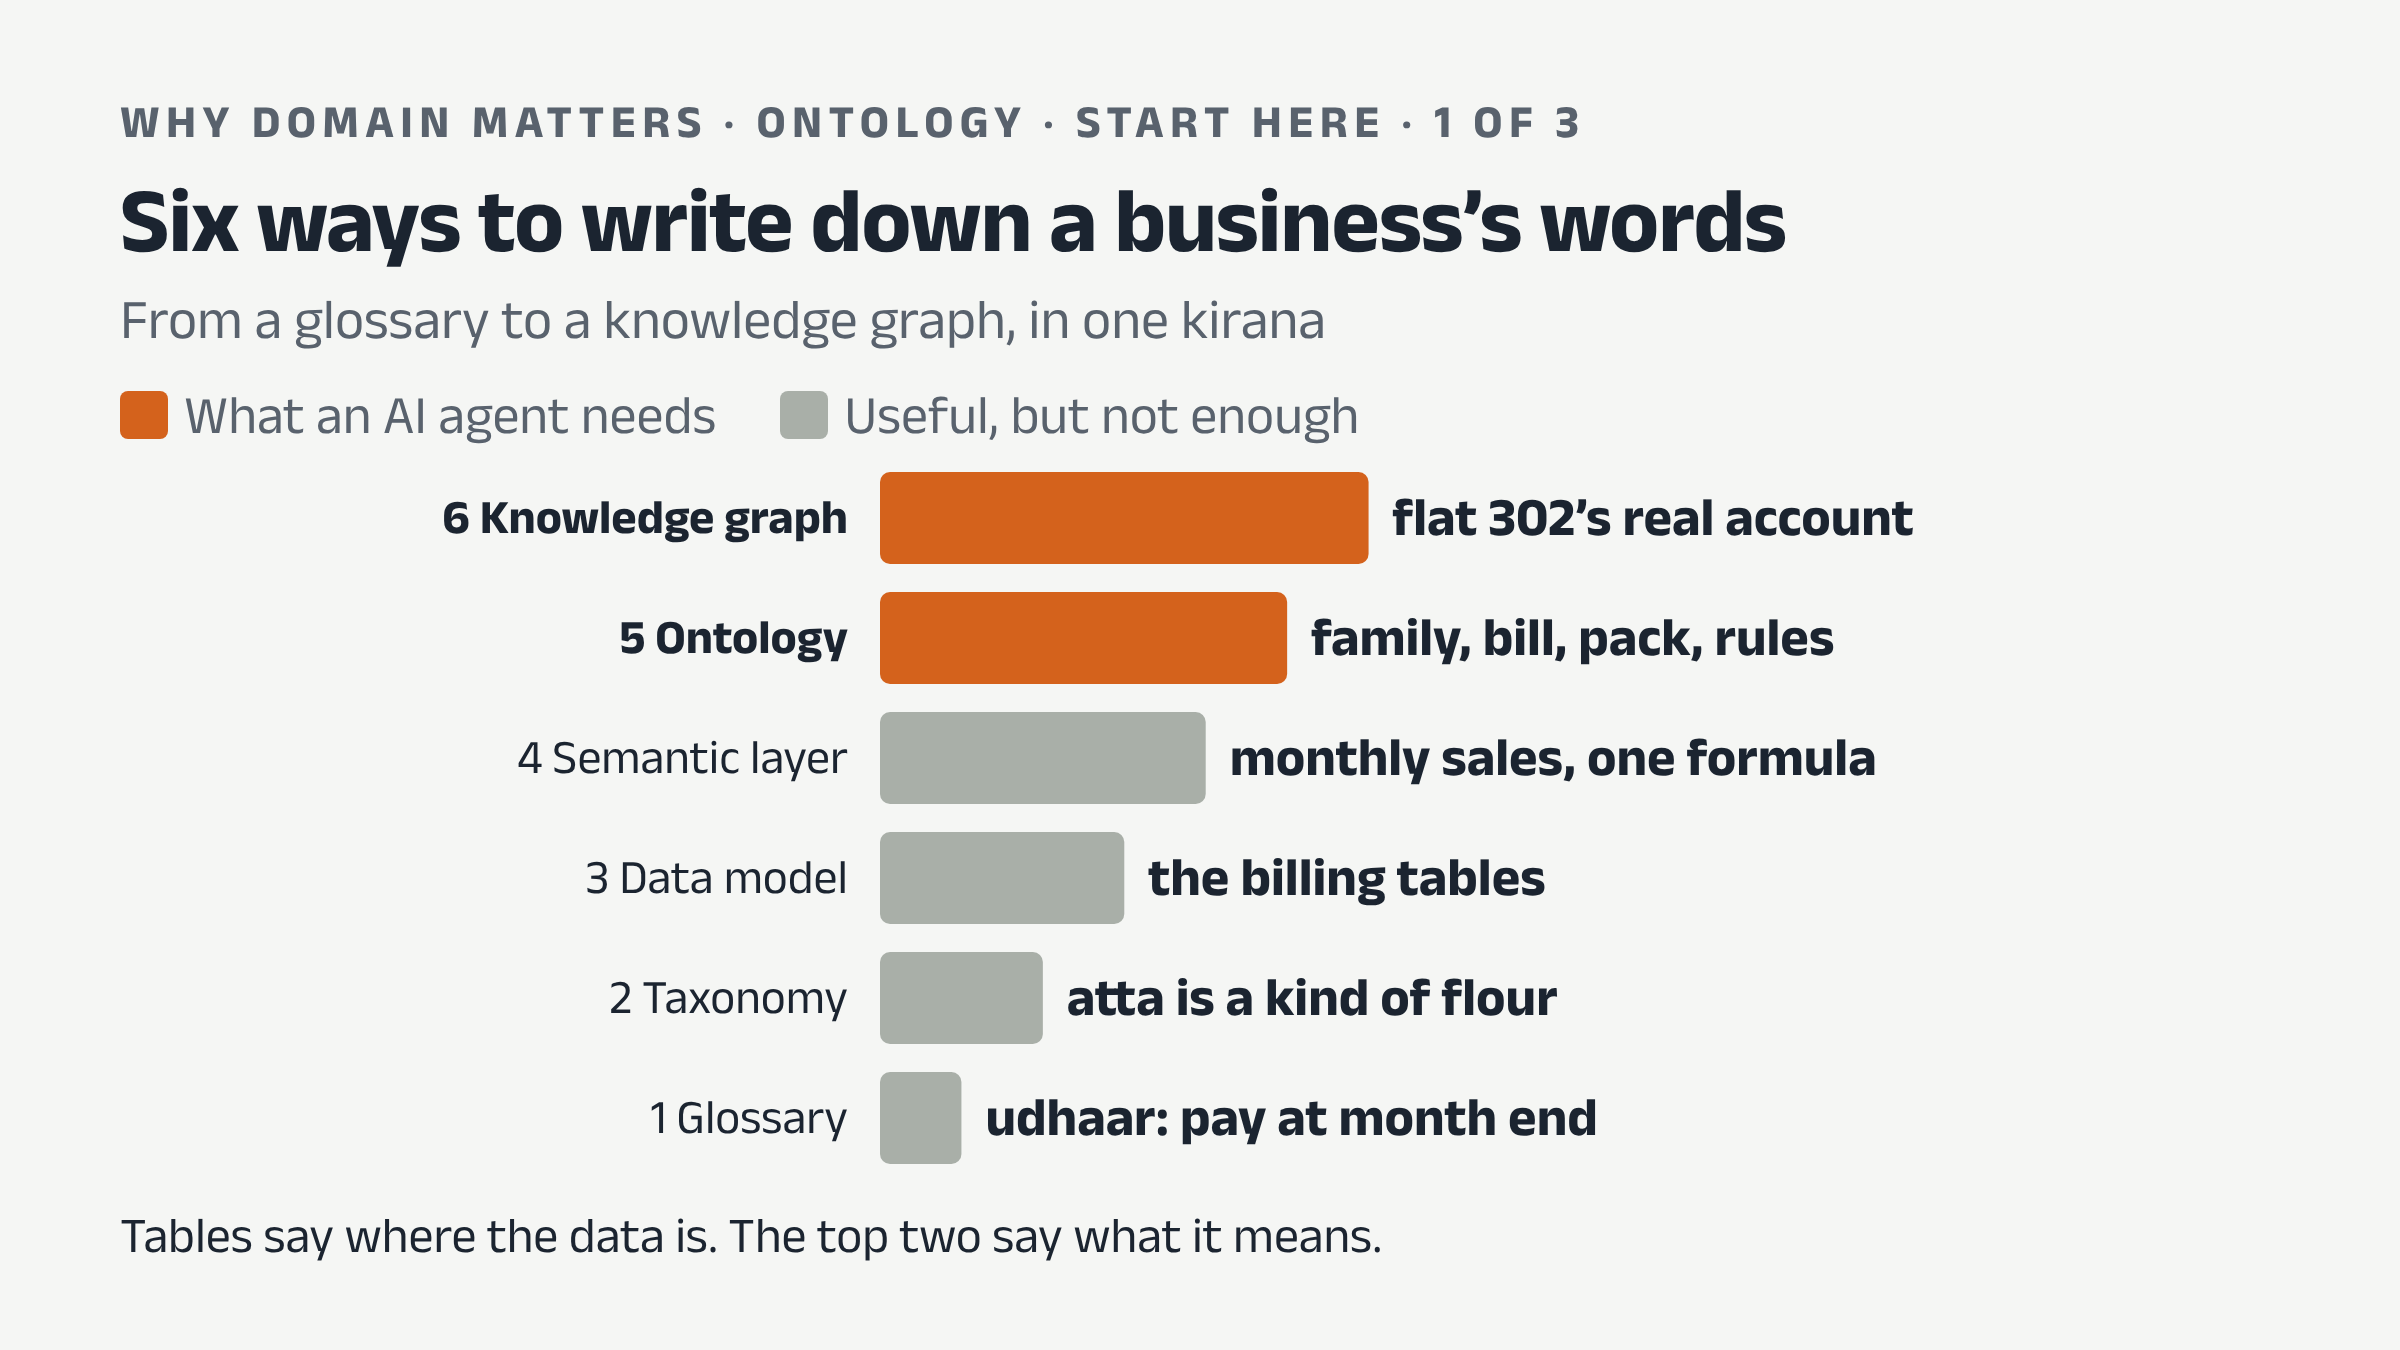 WHY DOMAIN MATTERS · ONTOLOGY · START HERE · 1 OF 3
Six ways to write down a business’s words
From a glossary to a knowledge graph, in one kirana
What an AI agent needs
Useful, but not enough
6 Knowledge graph
flat 302’s real account
5 Ontology
family, bill, pack, rules
4 Semantic layer
monthly sales, one formula
3 Data model
the billing tables
2 Taxonomy
atta is a kind of flour
1 Glossary
udhaar: pay at month end
Tables say where the data is. The top two say what it means.